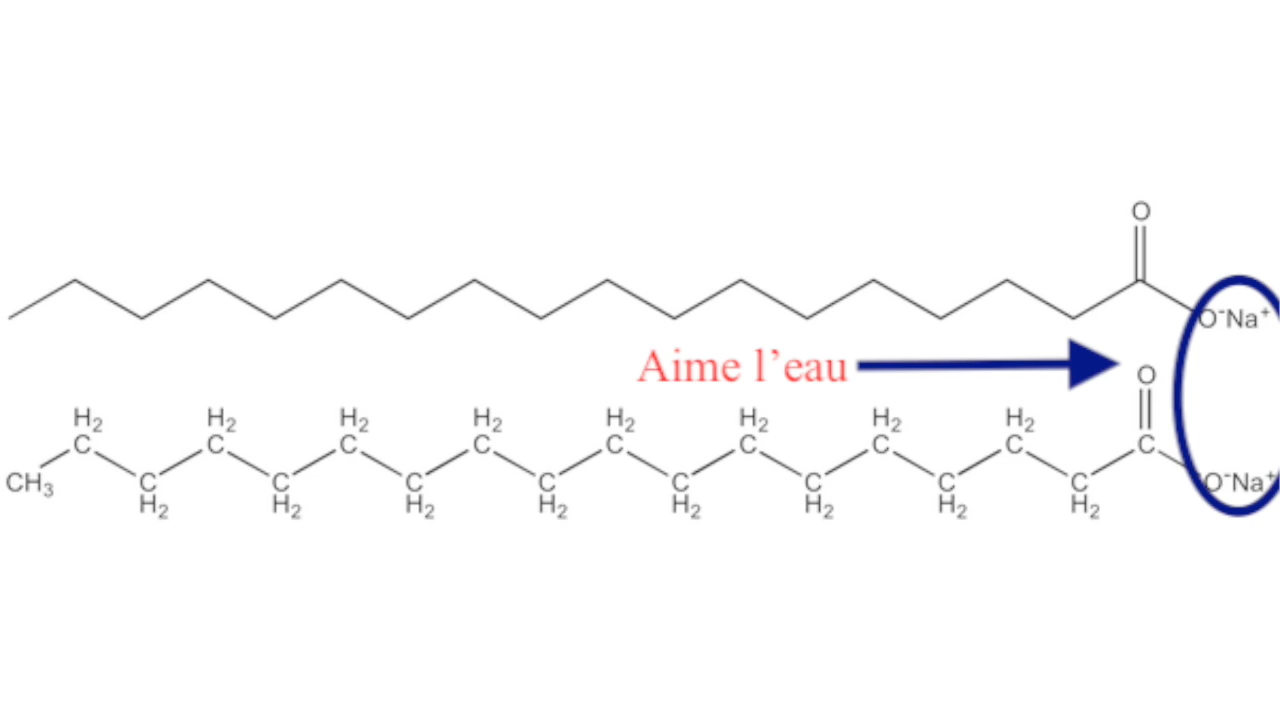 O
O⁻Na⁺
Aime l'eau
O
H₂ H₂ H₂ H₂ H₂ H₂ H₂ H₂
C C C C C C C C C
CH₃ C C C C C C C C O⁻Na⁺
H₂ H₂ H₂ H₂ H₂ H₂ H₂ H₂